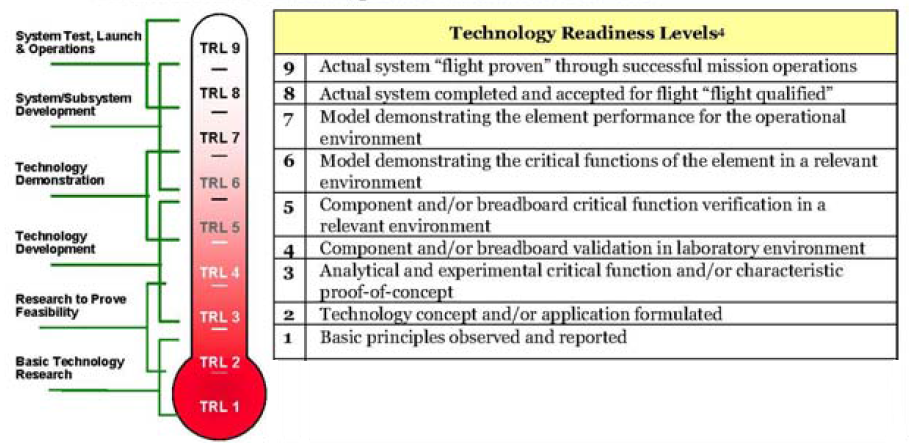 System Test, Launch
& Operations
System/Subsystem
Development
Technology
Demonstration
Technology
Development
Research to Prove
Feasibility
Basic Technology
Research
TRL 9
TRL 8
TRL 7
TRL 6
TRL 5
TRL 4
TRL 3
TRL 2
TRL 1
Technology Readiness Levels4
9 Actual system “flight proven” through successful mission operations
8 Actual system completed and accepted for flight “flight qualified”
7 Model demonstrating the element performance for the operational
environment
6 Model demonstrating the critical functions of the element in a relevant
environment
5 Component and/or breadboard critical function verification in a
relevant environment
4 Component and/or breadboard validation in laboratory environment
3 Analytical and experimental critical function and/or characteristic
proof-of-concept
2 Technology concept and/or application formulated
1 Basic principles observed and reported